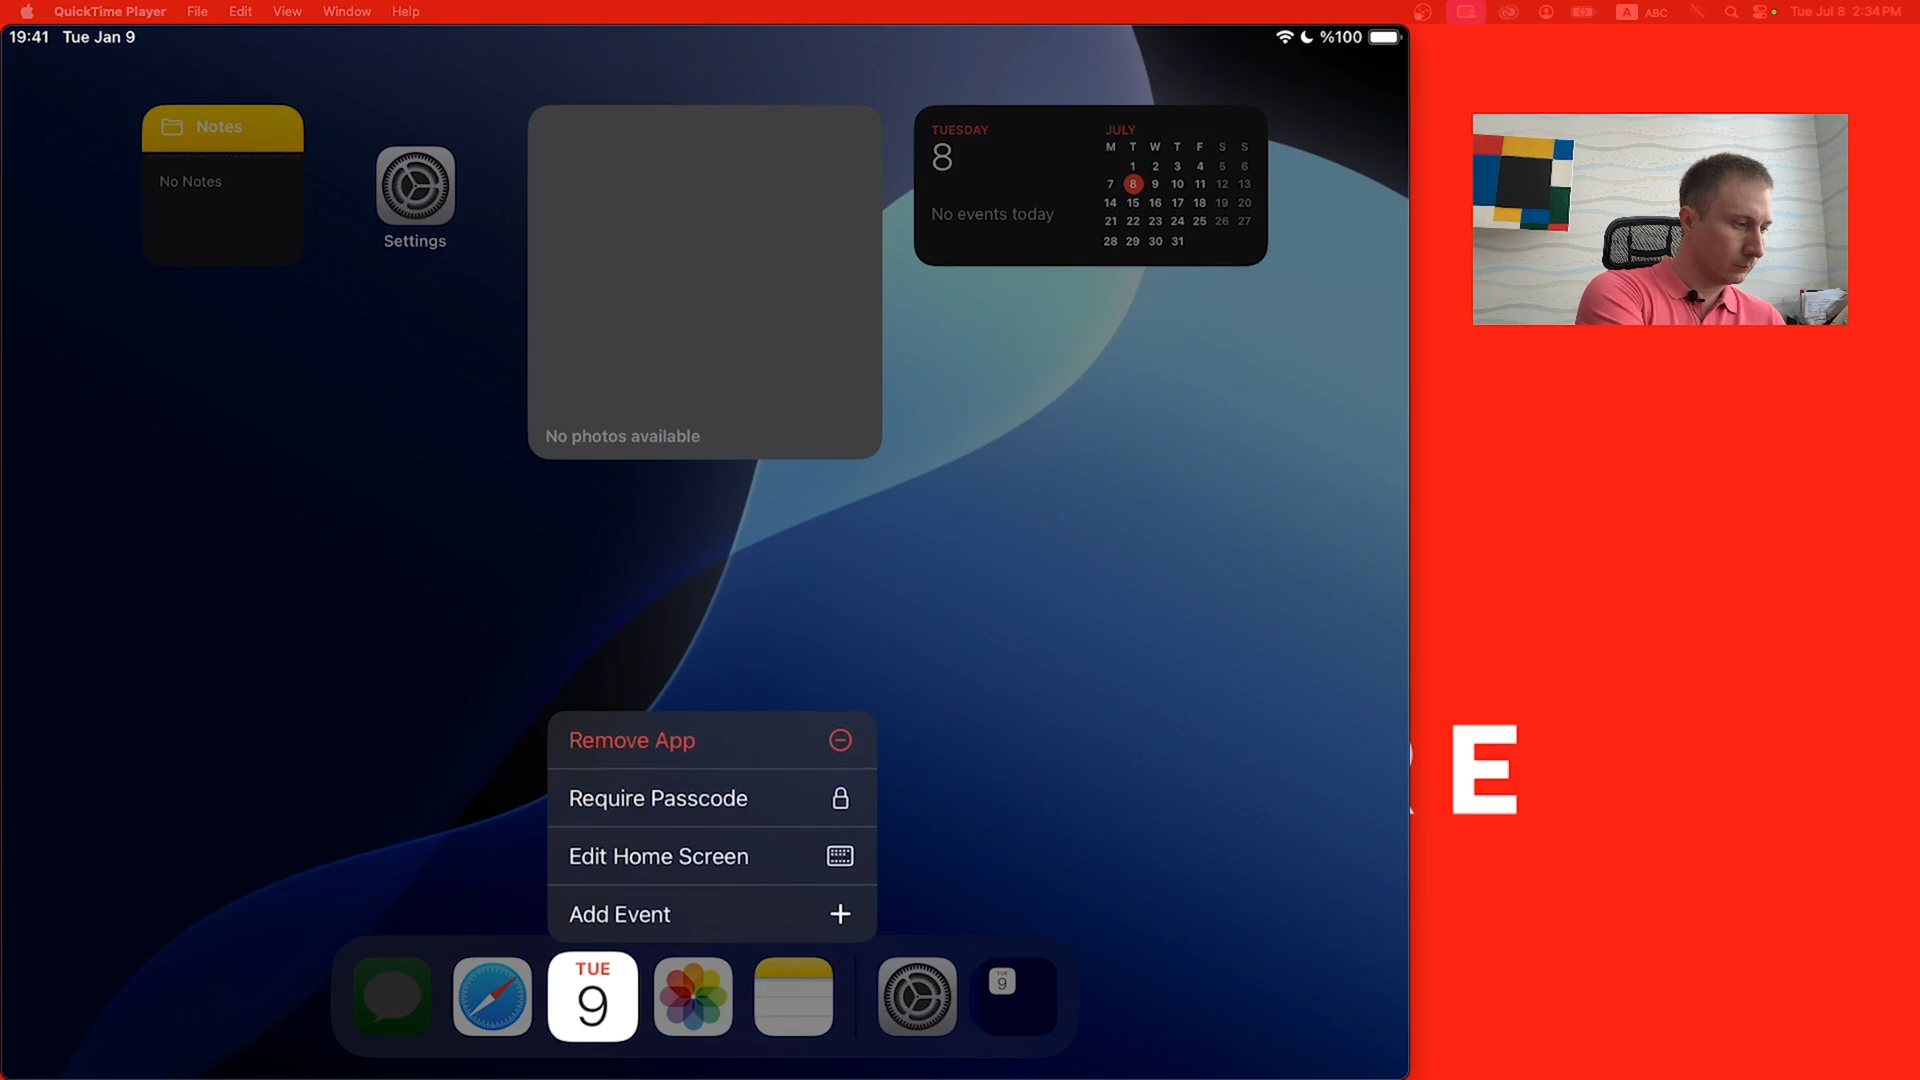 QuickTime Player File Edit View Window Help
A ABC Tue Jul 8 2:34 PM
19:41 Tue Jan 9
%100
Notes
No Notes
Settings
No photos available
TUESDAY
8
No events today
JULY
M T W T F S S
1 2 3 4 5 6
7 8 9 10 11 12 13
14 15 16 17 18 19 20
21 22 23 24 25 26 27
28 29 30 31
Remove App
Require Passcode
Edit Home Screen
Add Event
E
TUE
9
TUE
9